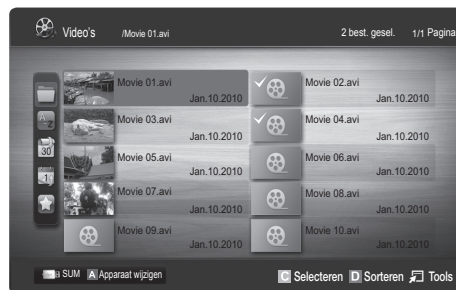 Video's /Movie 01.avi 2 best. gesel. 1/1 Pagina
Movie 01.avi Movie 02.avi
Jan.10.2010 Jan.10.2010
Movie 03.avi Movie 04.avi
Jan.10.2010 Jan.10.2010
30
Movie 05.avi Movie 06.avi
Jan.10.2010 Jan.10.2010
1
Movie 07.avi Movie 08.avi
Jan.10.2010 Jan.10.2010
Movie 09.avi Movie 10.avi
Jan.10.2010 Jan.10.2010
SUM A Apparaat wijzigen C Selecteren D Sorteren Tools